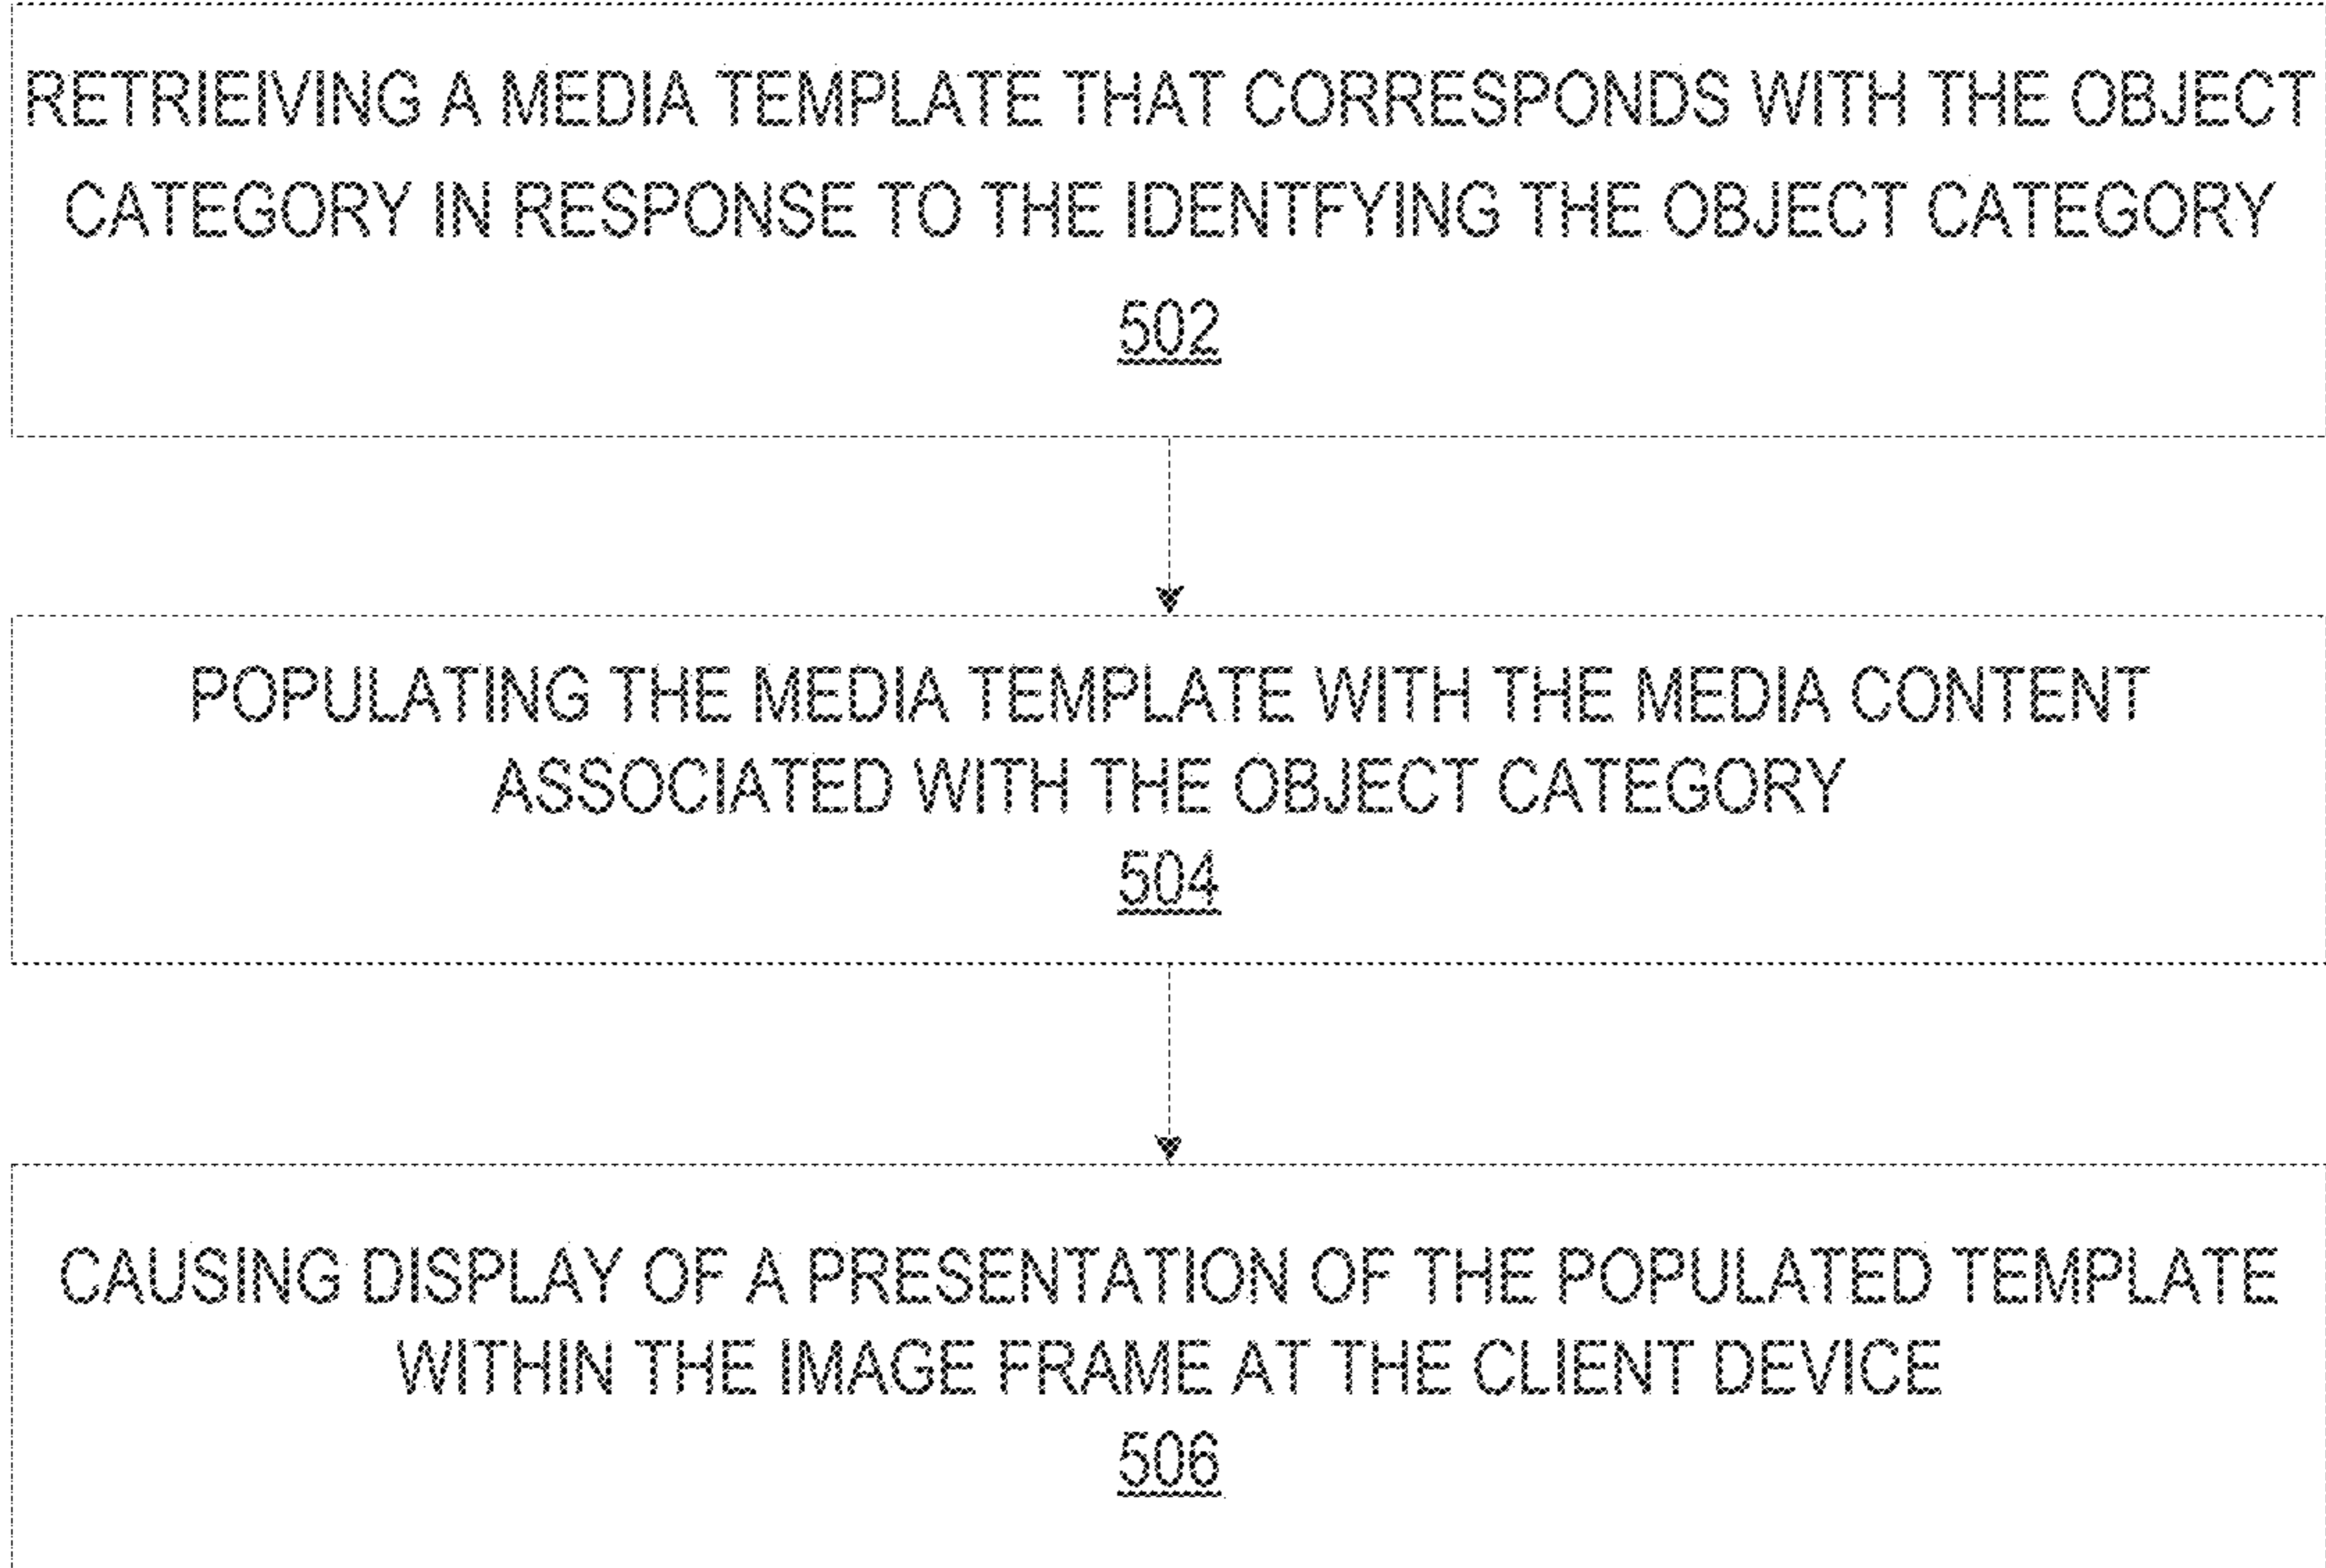 RETRIEIVING A MEDIA TEMPLATE THAT CORRESPONDS WITH THE OBJECT
CATEGORY IN RESPONSE TO THE IDENTFYING THE OBJECT CATEGORY
502
POPULATING THE MEDIA TEMPLATE WITH THE MEDIA CONTENT
ASSOCIATED WITH THE OBJECT CATEGORY
504
CAUSING DISPLAY OF A PRESENTATION OF THE POPULATED TEMPLATE
WITHIN THE IMAGE FRAME AT THE CLIENT DEVICE
506